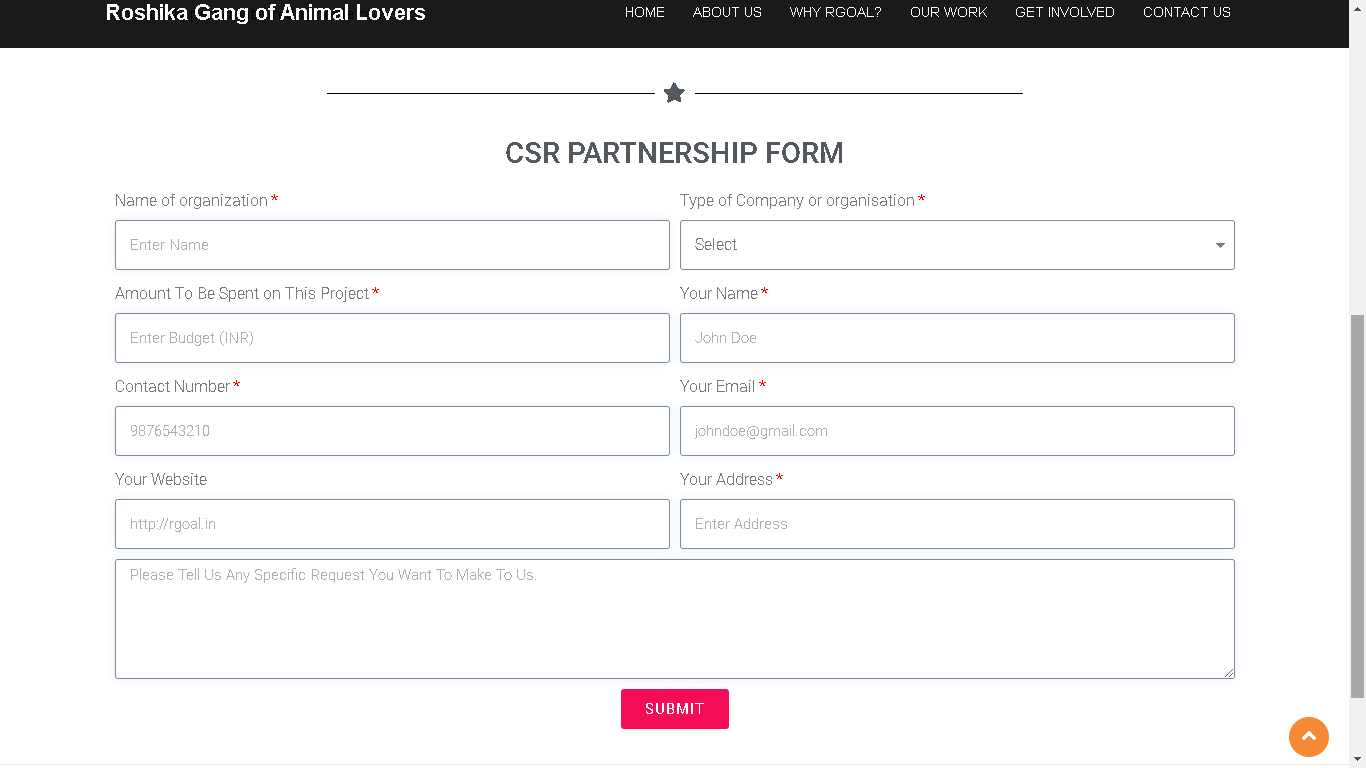 Roshika Gang of Animal Lovers HOME ABOUT US WHY RGOAL? OUR WORK GET INVOLVED CONTACT US
CSR PARTNERSHIP FORM
Name of organization * Type of Company or organisation *
Enter Name Select
Amount To Be Spent on This Project * Your Name *
Enter Budget (INR) John Doe
Contact Number * Your Email *
9876543210 johndoe@gmail.com
Your Website Your Address *
http://rgoal.in Enter Address
Please Tell Us Any Specific Request You Want To Make To Us.
SUBMIT